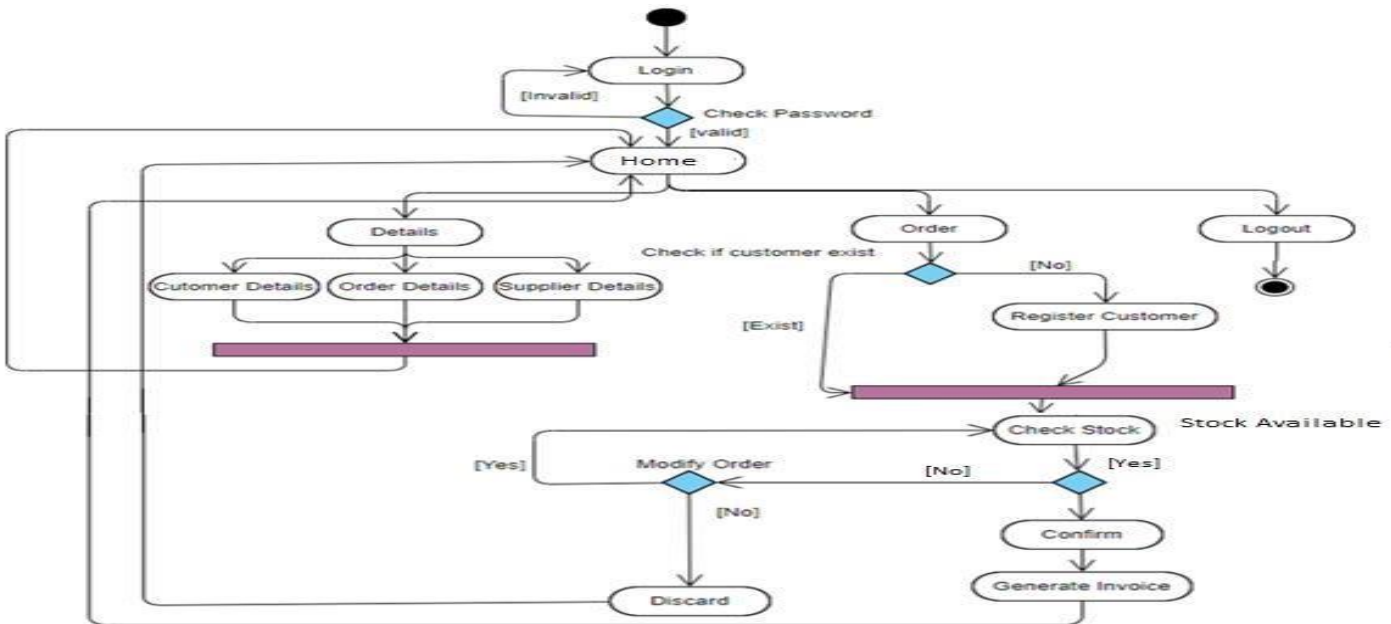 Login
[Invalid]
Check Password
[valid]
Home
Details
Order
Logout
Check if customer exist
[No]
Cutomer Details
Order Details
Supplier Details
[Exist]
Register Customer
Check Stock
Stock Available
[Yes]
Modify Order
[No]
[Yes]
[No]
Confirm
Generate Invoice
Discard